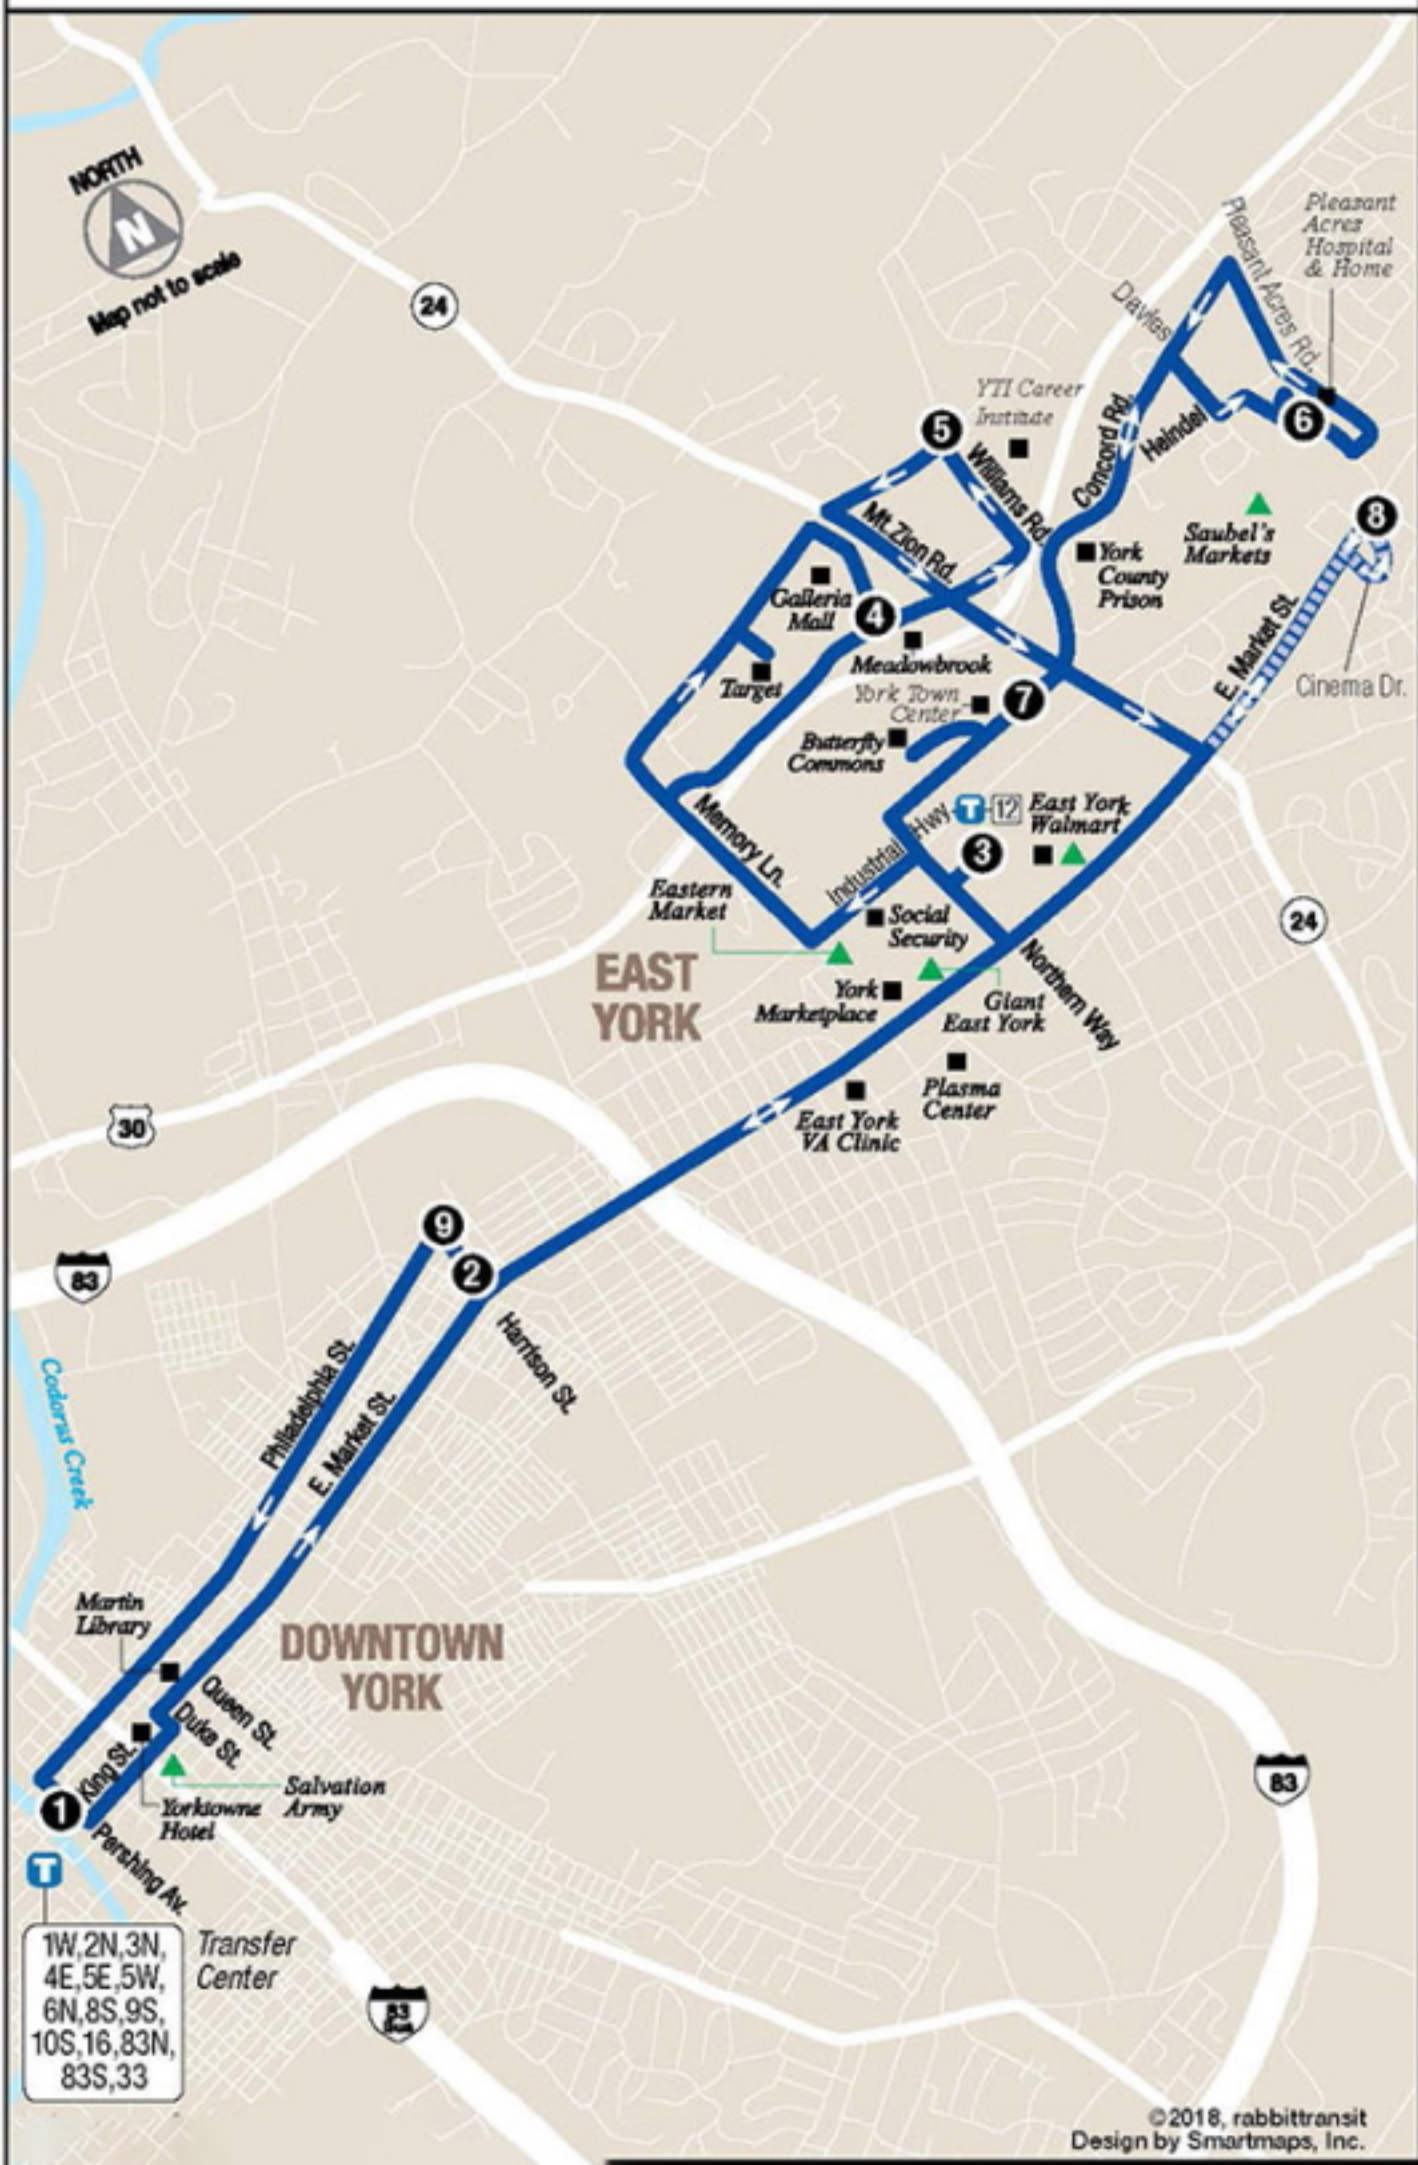 NORTH
N
Map not to scale
24
Pleasant
Acres
Hospital
& Home
Pleasant Acres Rd.
Davies
YTI Career
Institute
5
6
Concord Rd.
Heindel
Williams Rd.
Mt. Zion Rd.
8
Saubel's
Markets
York
County
Prison
Galleria
Mall
4
Meadowbrook
E. Market St.
Cinema Dr.
Target
York Town
Center
7
Butterfly
Commons
Memory Ln.
Industrial Hwy
T 12
East York
Walmart
3
Eastern
Market
Social
Security
24
EAST
YORK
York
Marketplace
Giant
East York
Northern Way
Plasma
Center
East York
VA Clinic
30
83
9
2
Harrison St.
Philadelphia St.
E. Market St.
Codorus Creek
Martin
Library
DOWNTOWN
YORK
Queen St.
Duke St.
King St.
Salvation
Army
Yorktowne
Hotel
1
Pershing Av.
83
T
1W,2N,3N,
4E,5E,5W,
6N,8S,9S,
10S,16,83N,
83S,33
Transfer
Center
83
©2018, rabbittransit
Design by Smartmaps, Inc.